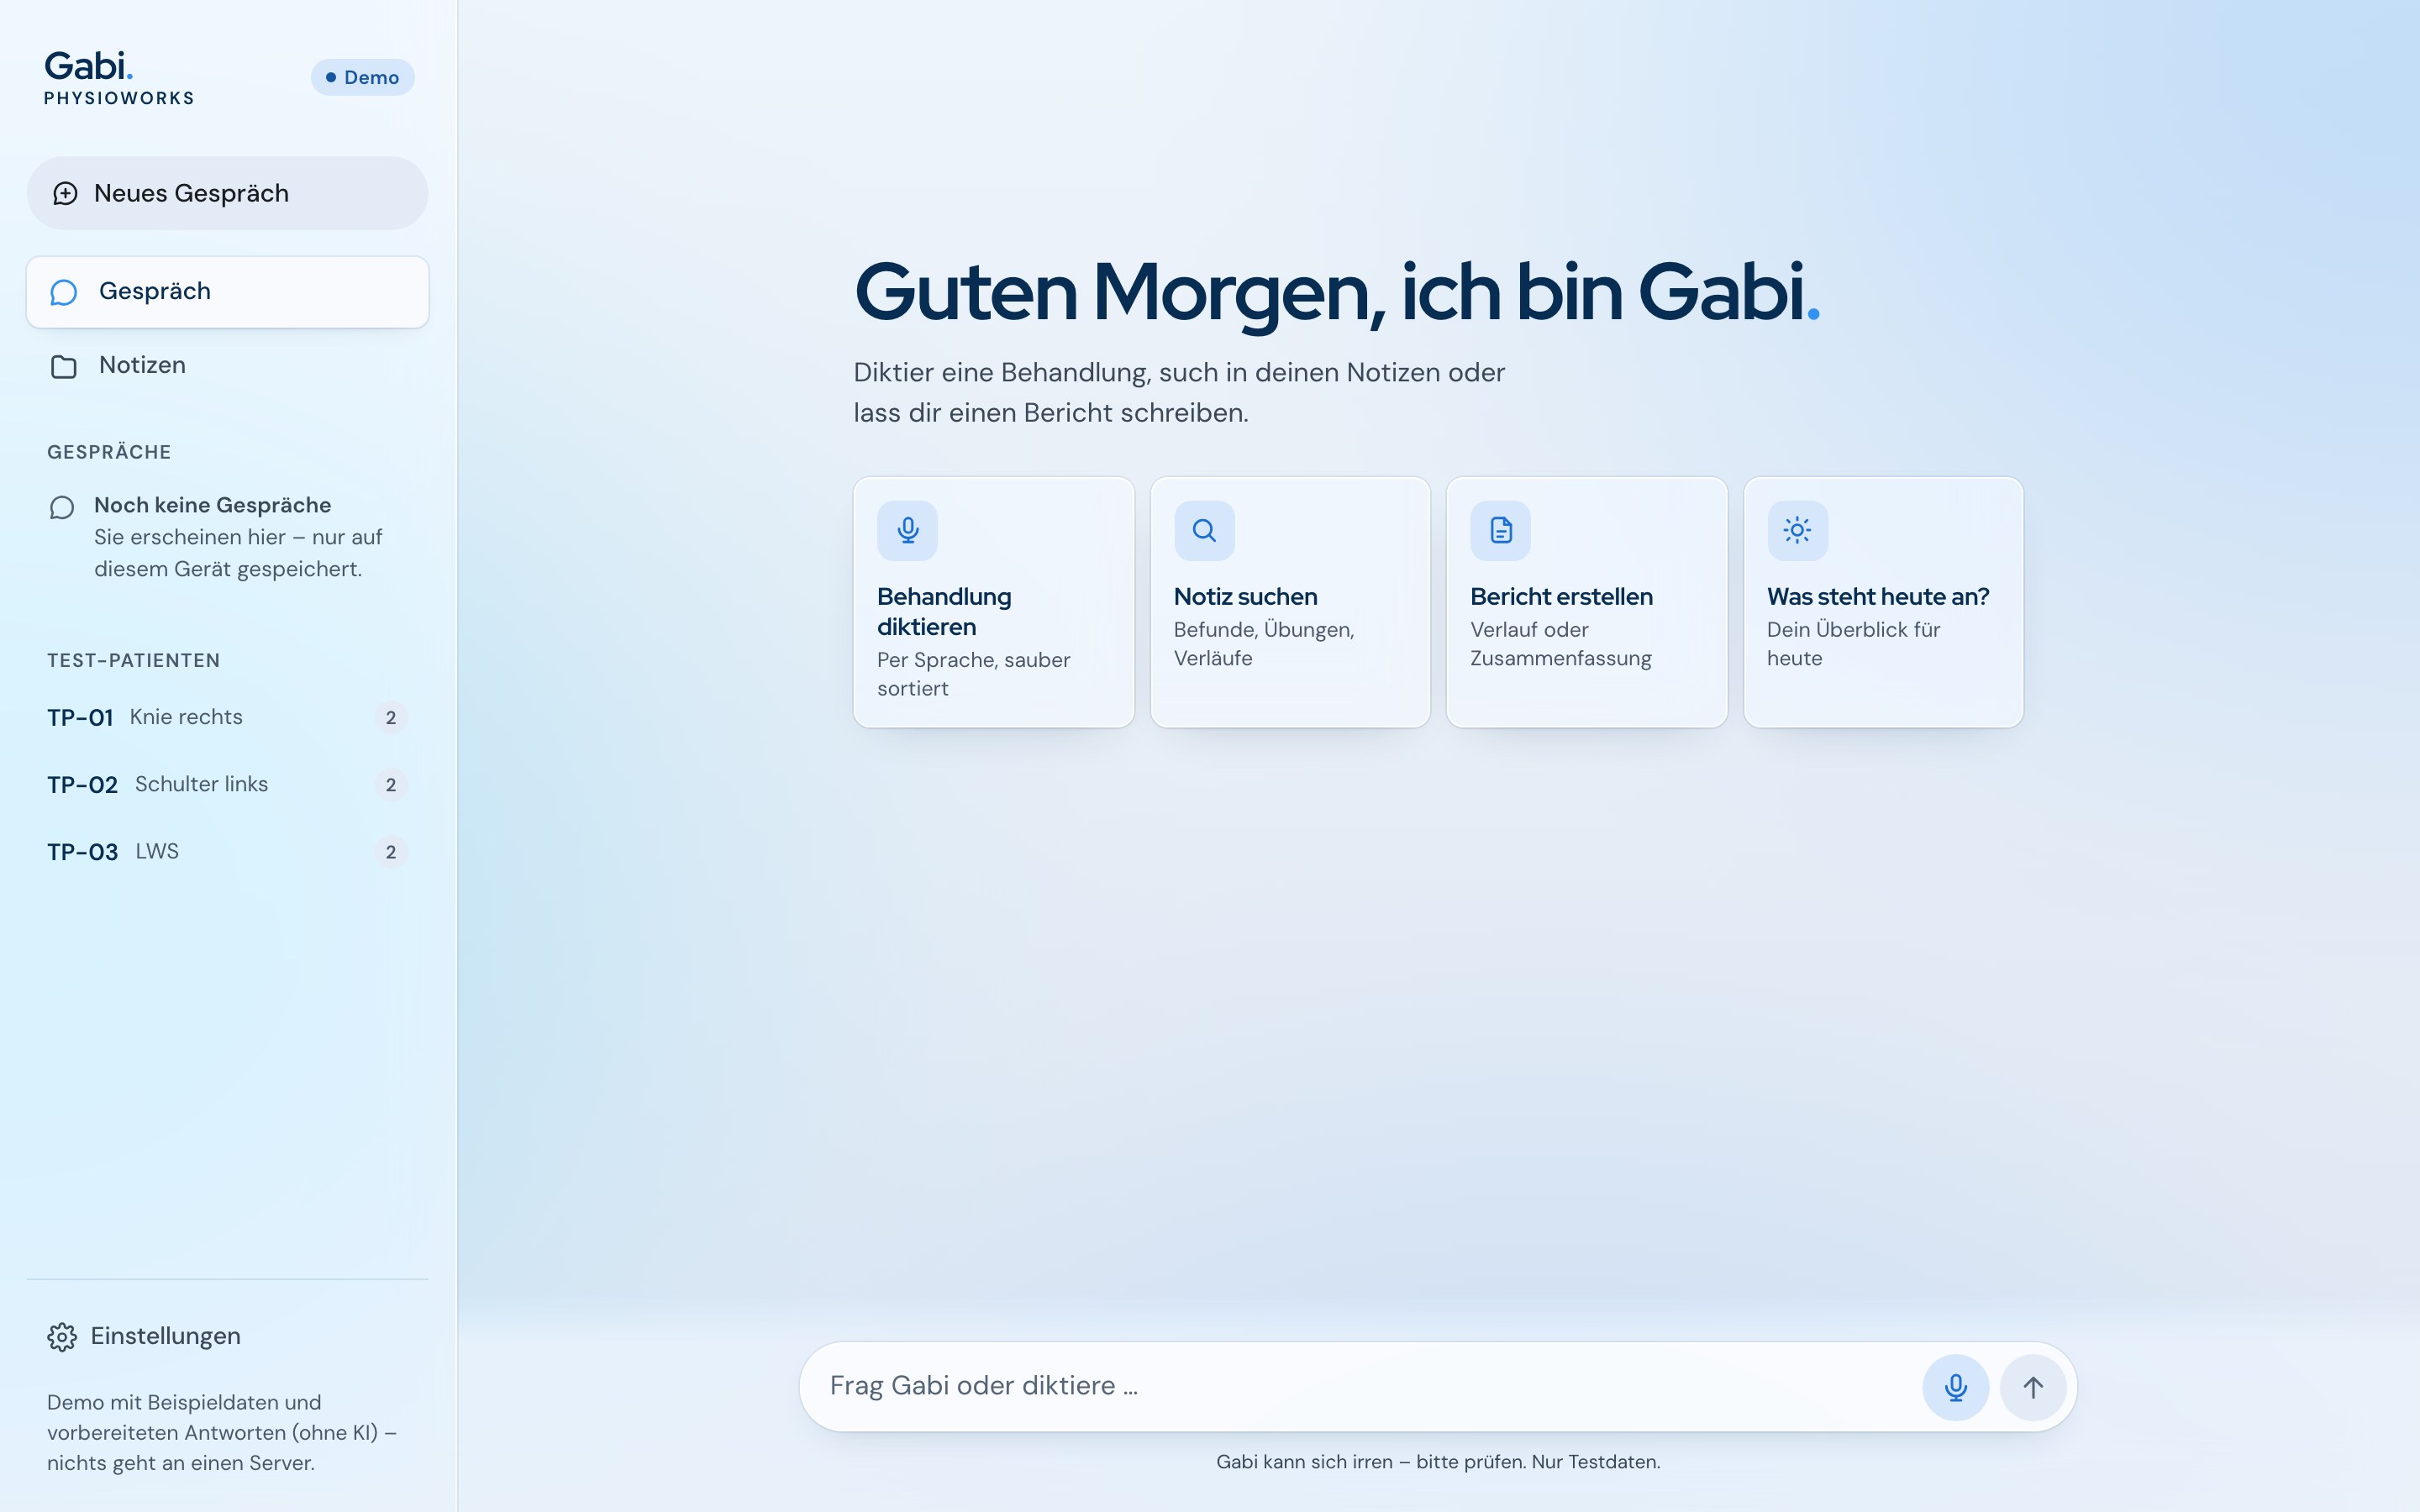 Gabi.
PHYSIOWORKS
Demo
Neues Gespräch
Gespräch
Notizen
GESPRÄCHE
Noch keine Gespräche
Sie erscheinen hier – nur auf
diesem Gerät gespeichert.
TEST-PATIENTEN
TP-01 Knie rechts 2
TP-02 Schulter links 2
TP-03 LWS 2
Einstellungen
Demo mit Beispieldaten und
vorbereiteten Antworten (ohne KI) –
nichts geht an einen Server.
Guten Morgen, ich bin Gabi.
Diktier eine Behandlung, such in deinen Notizen oder
lass dir einen Bericht schreiben.
Behandlung
diktieren
Per Sprache, sauber
sortiert
Notiz suchen
Befunde, Übungen,
Verläufe
Bericht erstellen
Verlauf oder
Zusammenfassung
Was steht heute an?
Dein Überblick für
heute
Frag Gabi oder diktiere ...
Gabi kann sich irren – bitte prüfen. Nur Testdaten.